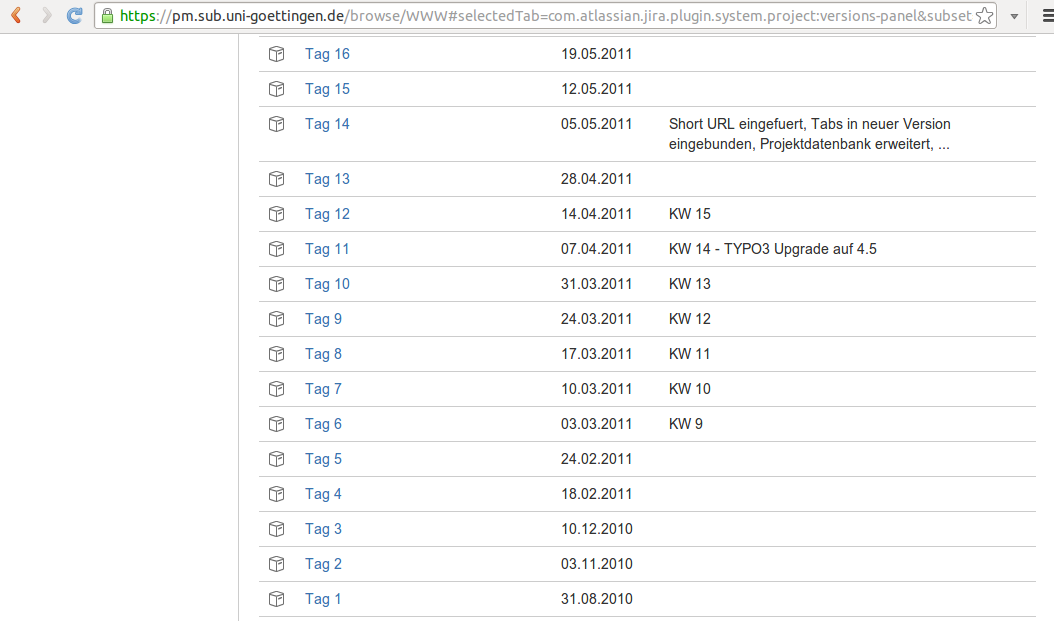 https://pm.sub.uni-goettingen.de/browse/WWW#selectedTab=com.atlassian.jira.plugin.system.project:versions-panel&subset
Tag 16 19.05.2011
Tag 15 12.05.2011
Tag 14 05.05.2011 Short URL eingefuert, Tabs in neuer Version
eingebunden, Projektdatenbank erweitert, ...
Tag 13 28.04.2011
Tag 12 14.04.2011 KW 15
Tag 11 07.04.2011 KW 14 - TYPO3 Upgrade auf 4.5
Tag 10 31.03.2011 KW 13
Tag 9 24.03.2011 KW 12
Tag 8 17.03.2011 KW 11
Tag 7 10.03.2011 KW 10
Tag 6 03.03.2011 KW 9
Tag 5 24.02.2011
Tag 4 18.02.2011
Tag 3 10.12.2010
Tag 2 03.11.2010
Tag 1 31.08.2010